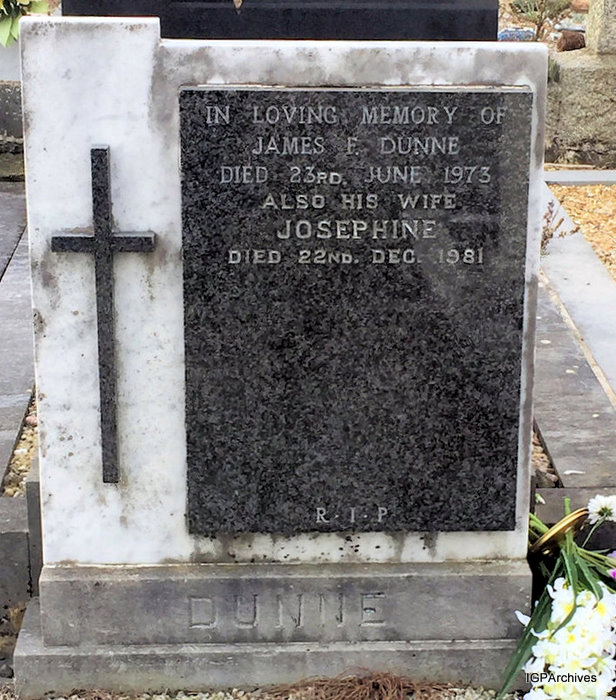 IN LOVING MEMORY OF
JAMES F. DUNNE
DIED 23RD. JUNE 1973
ALSO HIS WIFE
JOSEPHINE
DIED 22ND. DEC. 1981
R·I·P
DUNNE
IGPArchives